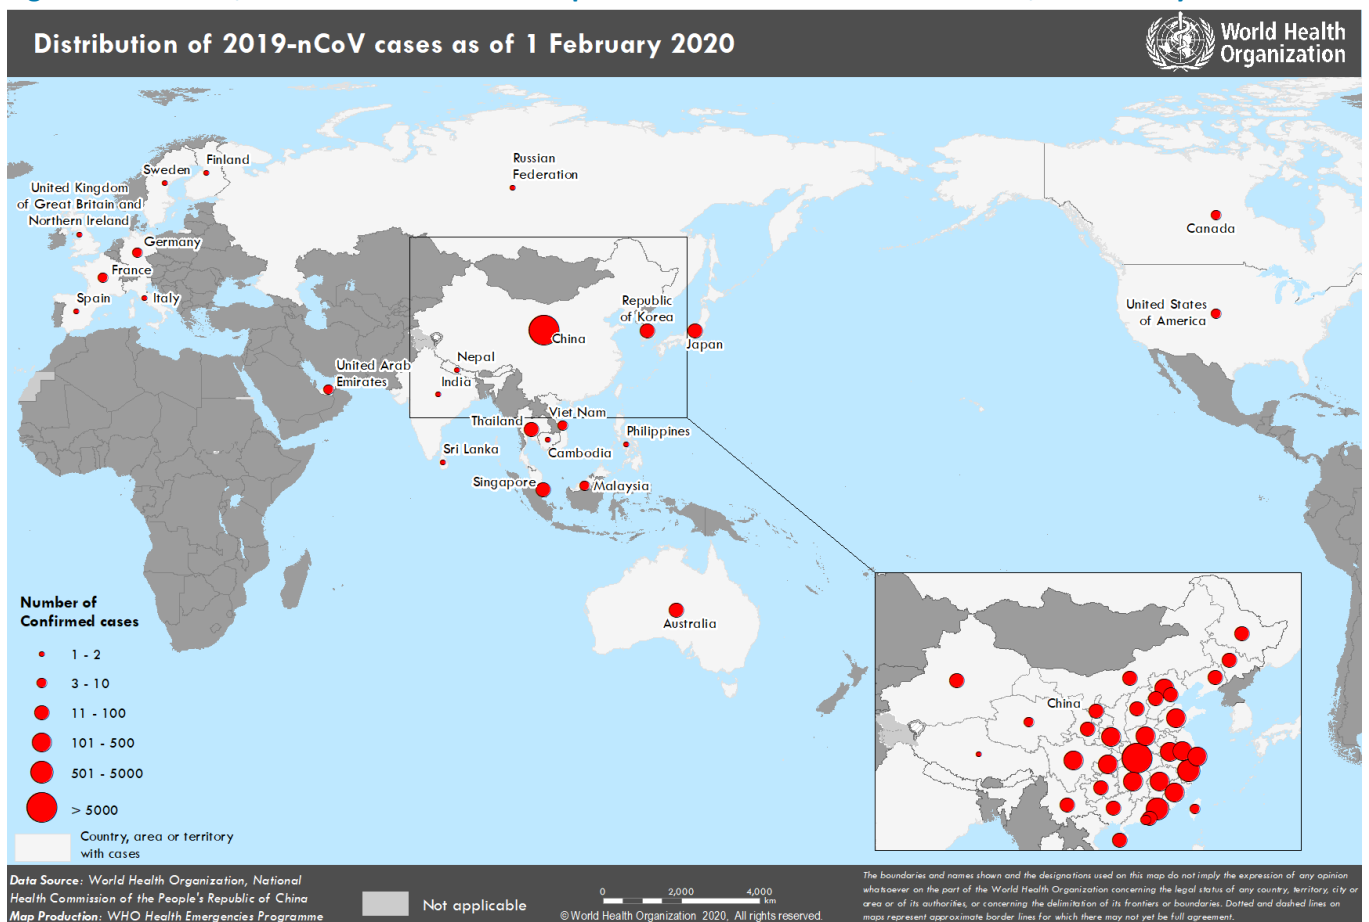 Distribution of 2019-nCoV cases as of 1 February 2020
World Health
Organization
Finland
Sweden
United Kingdom
of Great Britain and
Northern Ireland
Germany
France
Spain
Italy
Russian
Federation
Canada
United States
of America
Republic
of Korea
China
Japan
Nepal
India
United Arab
Emirates
Thailand
Viet Nam
Philippines
Cambodia
Sri Lanka
Singapore
Malaysia
Australia
China
Number of
Confirmed cases
1 - 2
3 - 10
11 - 100
101 - 500
501 - 5000
> 5000
Country, area or territory
with cases
Data Source: World Health Organization, National
Health Commission of the People's Republic of China
Map Production: WHO Health Emergencies Programme
Not applicable
0 2,000 4,000
km
© World Health Organization 2020, All rights reserved.
The boundaries and names shown and the designations used on this map do not imply the expression of any opinion
whatsoever on the part of the World Health Organization concerning the legal status of any country, territory, city or
area or of its authorities, or concerning the delimitation of its frontiers or boundaries. Dotted and dashed lines on
maps represent approximate border lines for which there may not yet be full agreement.